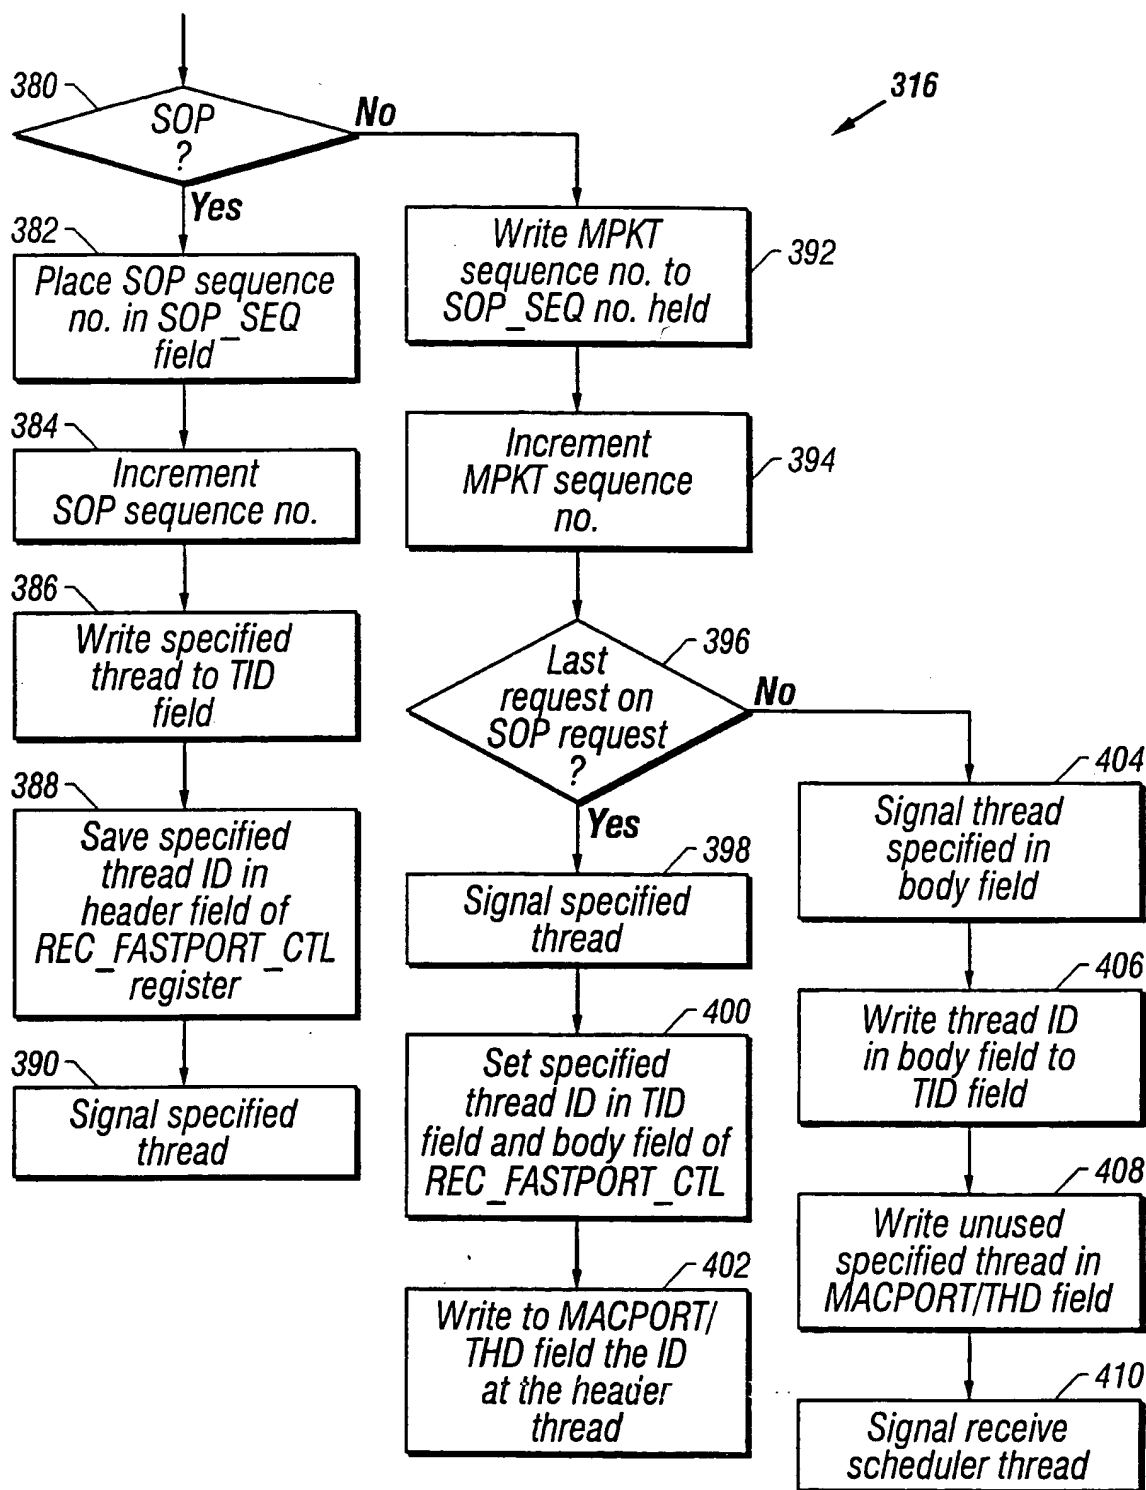 316
380
SOP
?
No
Yes
382
Place SOP sequence
no. in SOP_SEQ
field
384
Increment
SOP sequence no.
386
Write specified
thread to TID
field
388
Save specified
thread ID in
header field of
REC_FASTPORT_CTL
register
390
Signal specified
thread
Write MPKT
sequence no. to
SOP_SEQ no. held
392
Increment
MPKT sequence
no.
394
Last
request on
SOP request
?
396
No
Yes
398
Signal specified
thread
400
Set specified
thread ID in TID
field and body field of
REC_FASTPORT_CTL
402
Write to MACPORT/
THD field the ID
at the header
thread
404
Signal thread
specified in
body field
406
Write thread ID
in body field to
TID field
408
Write unused
specified thread in
MACPORT/THD field
410
Signal receive
scheduler thread